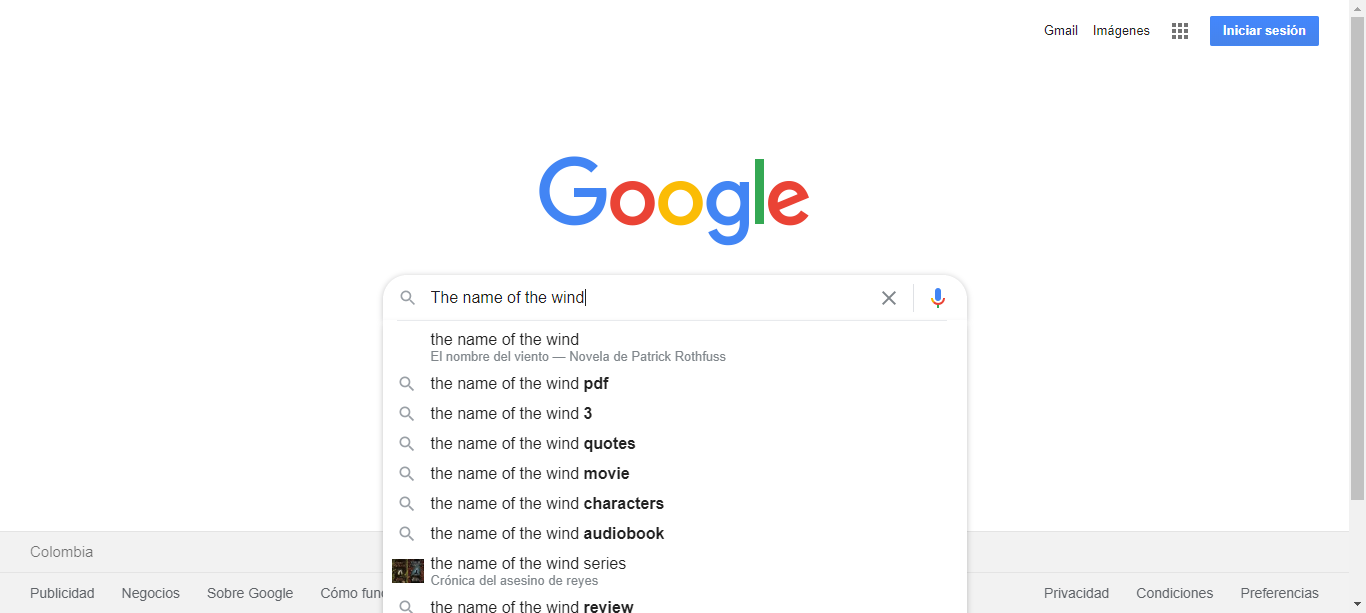 Gmail Imágenes Iniciar sesión
Google
The name of the wind
the name of the wind
El nombre del viento — Novela de Patrick Rothfuss
the name of the wind pdf
the name of the wind 3
the name of the wind quotes
the name of the wind movie
the name of the wind characters
the name of the wind audiobook
the name of the wind series
Crónica del asesino de reyes
the name of the wind review
Colombia
Publicidad Negocios Sobre Google Cómo Privacidad Condiciones Preferencias